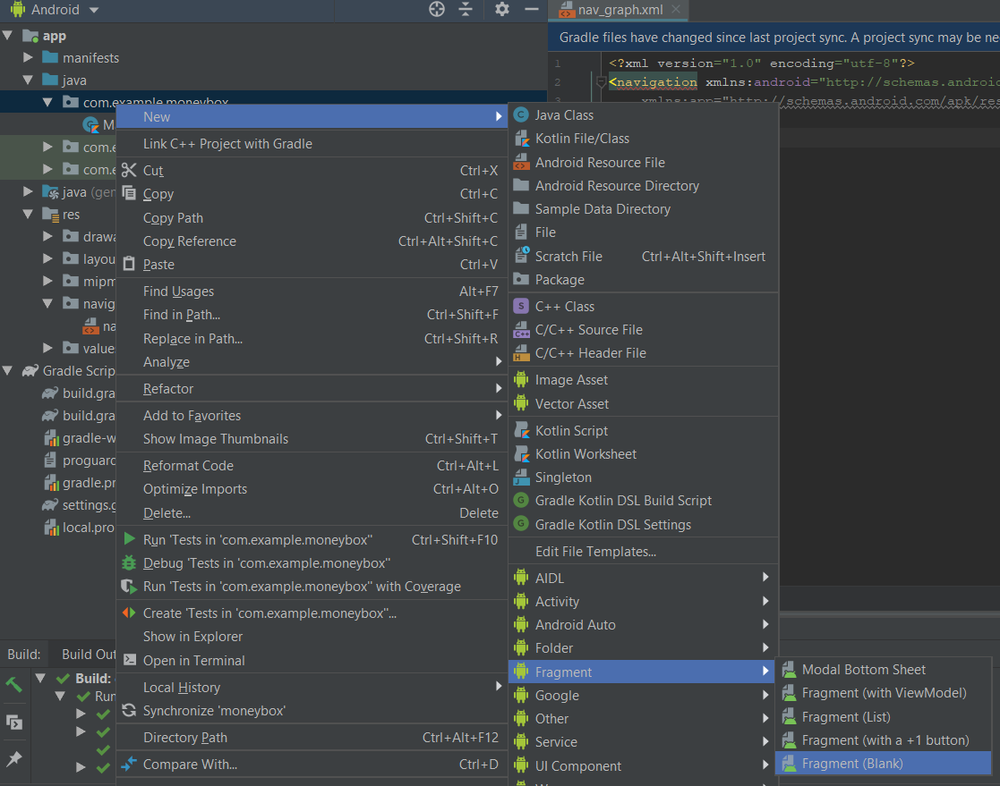 Android
nav_graph.xml
Gradle files have changed since last project sync. A project sync may be ne
1 <?xml version="1.0" encoding="utf-8"?>
2 <navigation xmlns:android="http://schemas.androi
3 xmlns:app="http://schemas.android.com/apk/res
app
manifests
java
com.example.moneybox
M
com.e
com.e
java (gen
res
drawa
layou
mipm
navig
na
values
Gradle Scrip
build.gra
build.gra
gradle-w
proguard
gradle.pr
settings.g
local.pro
New
Link C++ Project with Gradle
Cut Ctrl+X
Copy Ctrl+C
Copy Path Ctrl+Shift+C
Copy Reference Ctrl+Alt+Shift+C
Paste Ctrl+V
Find Usages Alt+F7
Find in Path... Ctrl+Shift+F
Replace in Path... Ctrl+Shift+R
Analyze
Refactor
Add to Favorites
Show Image Thumbnails Ctrl+Shift+T
Reformat Code Ctrl+Alt+L
Optimize Imports Ctrl+Alt+O
Delete... Delete
Run 'Tests in 'com.example.moneybox'' Ctrl+Shift+F10
Debug 'Tests in 'com.example.moneybox''
Run 'Tests in 'com.example.moneybox'' with Coverage
Create 'Tests in 'com.example.moneybox''...
Show in Explorer
Open in Terminal
Local History
Synchronize 'moneybox'
Directory Path Ctrl+Alt+F12
Compare With... Ctrl+D
Java Class
Kotlin File/Class
Android Resource File
Android Resource Directory
Sample Data Directory
File
Scratch File Ctrl+Alt+Shift+Insert
Package
C++ Class
C/C++ Source File
C/C++ Header File
Image Asset
Vector Asset
Kotlin Script
Kotlin Worksheet
Singleton
Gradle Kotlin DSL Build Script
Gradle Kotlin DSL Settings
Edit File Templates...
AIDL
Activity
Android Auto
Folder
Fragment
Google
Other
Service
UI Component
Modal Bottom Sheet
Fragment (with ViewModel)
Fragment (List)
Fragment (with a +1 button)
Fragment (Blank)
Build: Build Out
Build:
Run